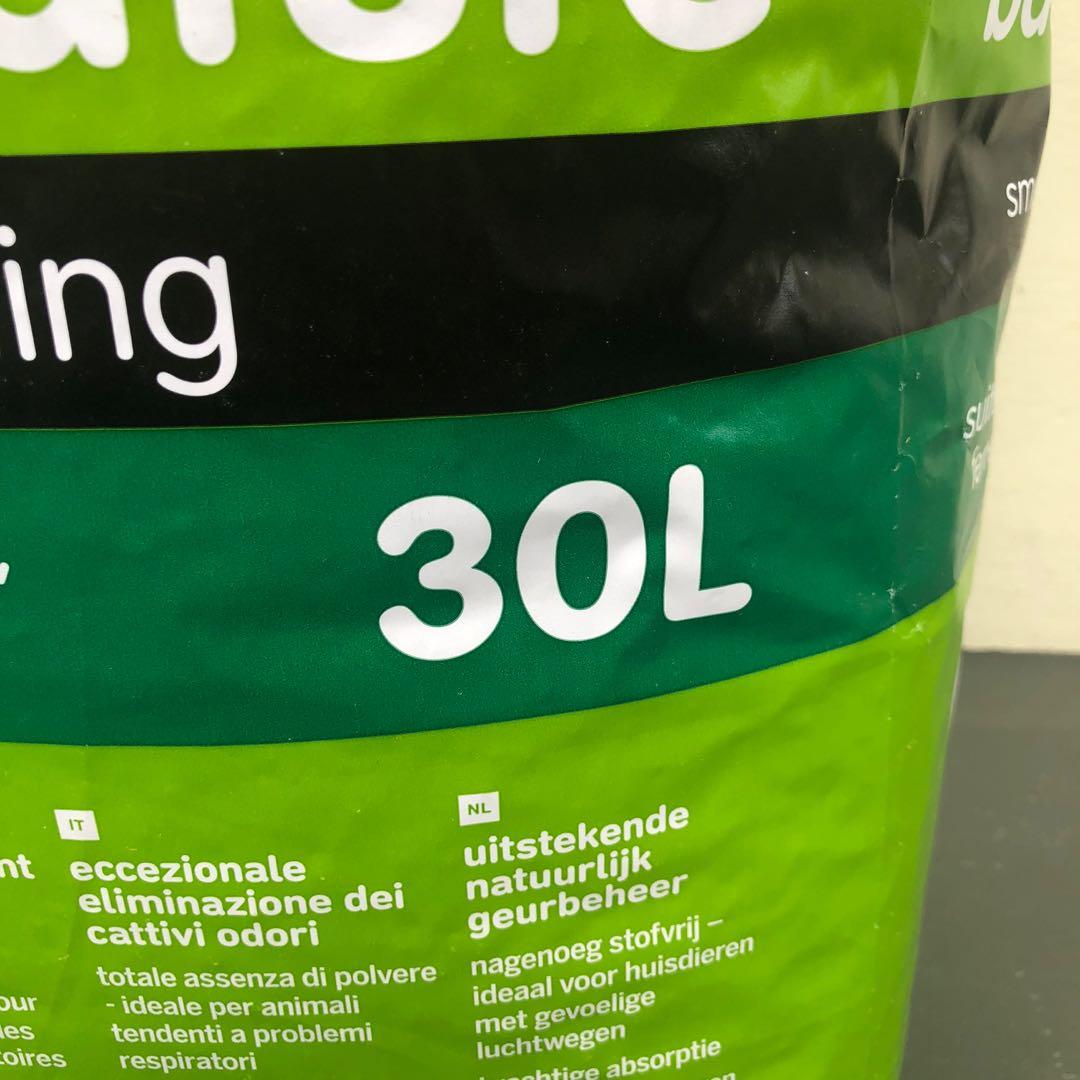 ing
30L
IT
eccezionale
eliminazione dei
cattivi odori
totale assenza di polvere
- ideale per animali
tendenti a problemi
respiratori
NL
uitstekende
natuurlijk
geurbeheer
nagenoeg stofvrij –
ideaal voor huisdieren
met gevoelige
luchtwegen
absorptie